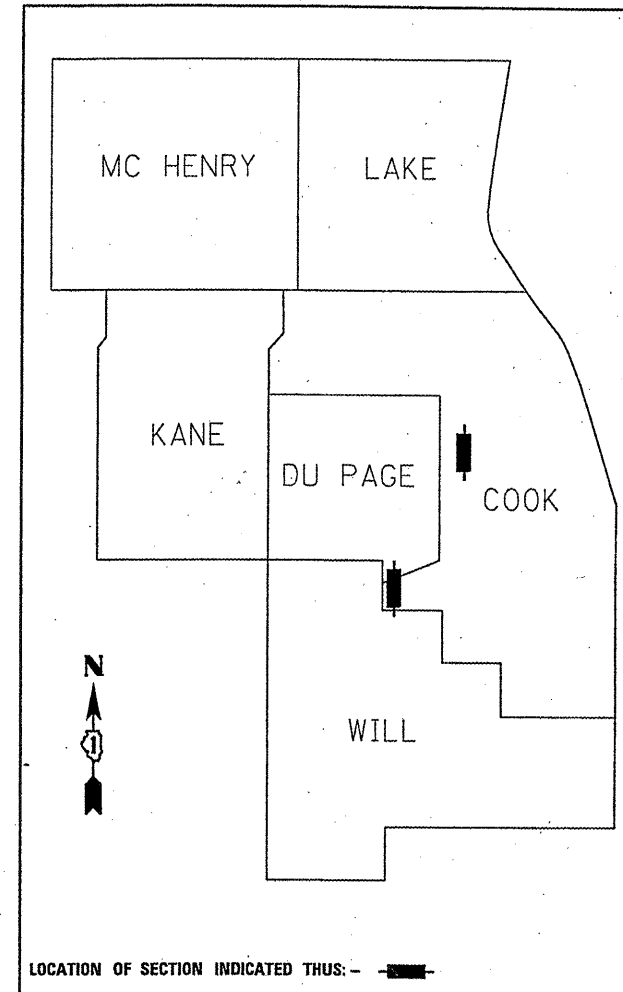 MC HENRY
LAKE
KANE
DU PAGE
COOK
N
1
WILL
LOCATION OF SECTION INDICATED THUS: -